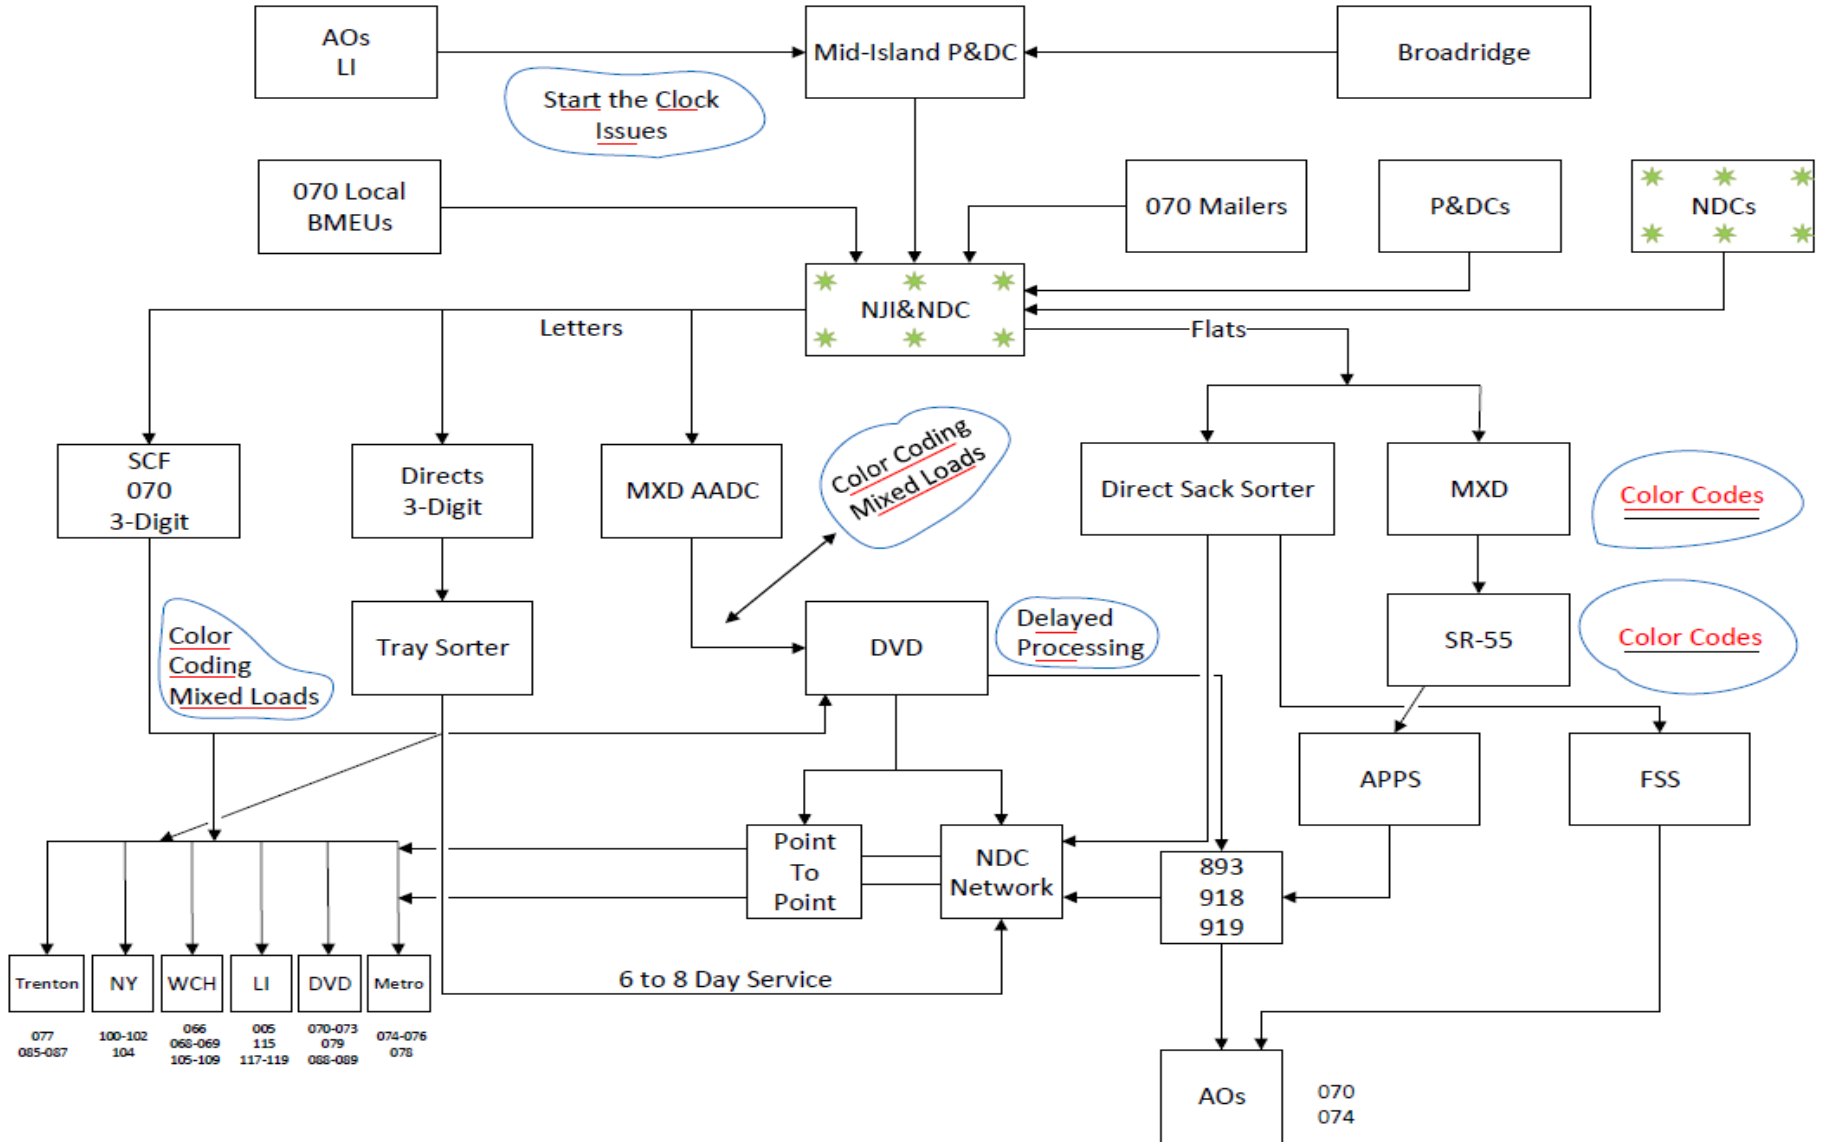 AOs
LI
Mid-Island P&DC
Broadridge
Start the Clock
Issues
070 Local
BMEUs
070 Mailers
P&DCs
NDCs
NJI&NDC
Letters
Flats
SCF
070
3-Digit
Directs
3-Digit
MXD AADC
Color Coding
Mixed Loads
Direct Sack Sorter
MXD
Color Codes
Color
Coding
Mixed Loads
Tray Sorter
DVD
Delayed
Processing
SR-55
Color Codes
APPS
FSS
Point
To
Point
NDC
Network
893
918
919
6 to 8 Day Service
Trenton
NY
WCH
LI
DVD
Metro
077
085-087
100-102
104
066
068-069
105-109
005
115
117-119
070-073
079
088-089
074-076
078
AOs
070
074